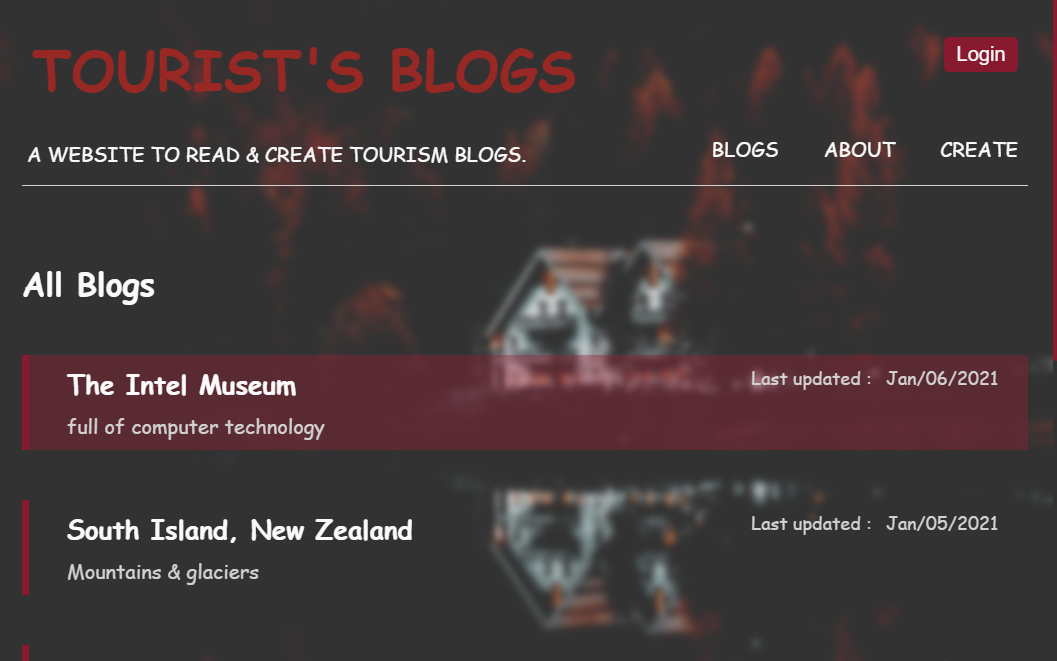 TOURIST'S BLOGS
Login
A WEBSITE TO READ & CREATE TOURISM BLOGS.
BLOGS ABOUT CREATE
All Blogs
The Intel Museum
Last updated : Jan/06/2021
full of computer technology
South Island, New Zealand
Last updated : Jan/05/2021
Mountains & glaciers